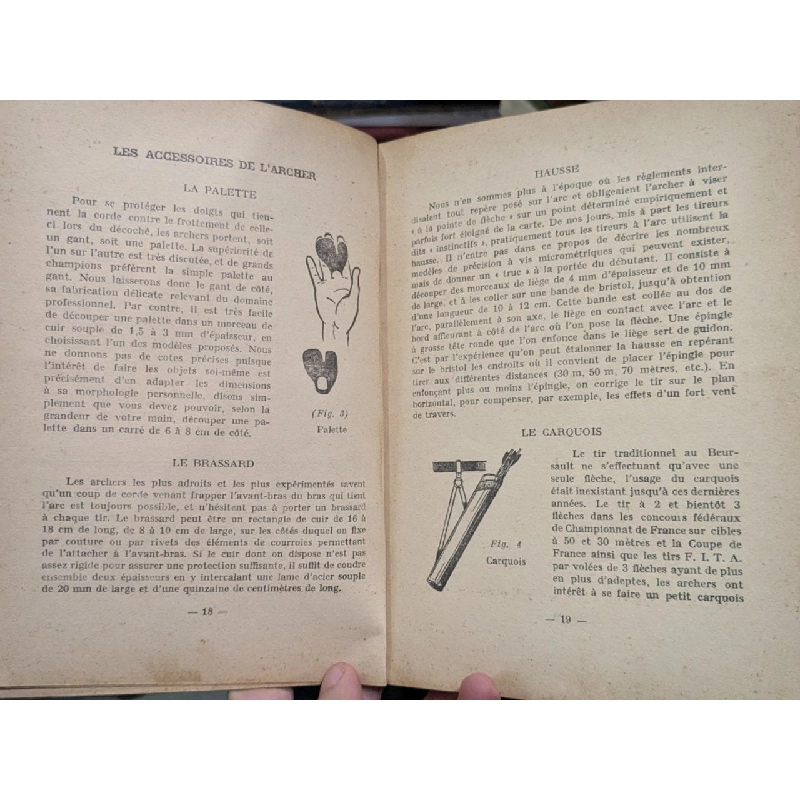 LES ACCESSOIRES DE L'ARCHER
LA PALETTE
Pour se protéger les doigts qui tien-
nent la corde contre le frottement de celle-
ci lors du décoché, les archers portent, soit
un gant, soit une palette. La supériorité de
l'un sur l'autre est très discutée, et de grands
champions préfèrent la simple palette au
gant. Nous laisserons donc le gant de côté,
sa fabrication délicate relevant du domaine
professionnel. Par contre, il est très facile
de découper une palette dans un morceau de
cuir souple de 1,5 à 3 mm d'épaisseur, en
choisissant l'un des modèles proposés. Nous
ne donnons pas de cotes précises puisque
l'intérêt de faire les objets soi-même est
précisément d'en adapter les dimensions
à sa morphologie personnelle, disons sim-
plement que vous devez pouvoir, selon la
grandeur de votre main, découper une pa-
lette dans un carré de 6 à 8 cm de côté.
(Fig. 3)
Palette
LE BRASSARD
Les archers les plus adroits et les plus expérimentés savent
qu'un coup de corde venant frapper l'avant-bras du bras qui tient
l'arc est toujours possible, et n'hésitent pas à porter un brassard
à chaque tir. Le brassard peut être un rectangle de cuir de 16 à
18 cm de long, de 8 à 10 cm de large, sur les côtés duquel on fixe
par couture ou par rivets des éléments de courroies permettant
de l'attacher à l'avant-bras. Si le cuir dont on dispose n'est pas
assez rigide pour assurer une protection suffisante, il suffit de coudre
ensemble deux épaisseurs en y intercalant une lame d'acier souple
de 20 mm de large et d'une quinzaine de centimètres de long.
— 18 —
HAUSSE
Nous n'en sommes plus à l'époque où les règlements inter-
disaient tout repère posé sur l'arc et obligeaient l'archer à viser
« à la pointe de flèche » sur un point déterminé empiriquement et
parfois fort éloigné de la carte. De nos jours, mis à part les tireurs
dits « instinctifs », pratiquement tous les tireurs à l'arc utilisent la
hausse. Il n'entre pas dans ce propos de décrire les nombreux
modèles de précision à vis micrométriques qui peuvent exister,
mais de donner un « truc » à la portée du débutant. Il consiste à
découper des morceaux de liège de 4 mm d'épaisseur et de 10 mm
de large, et à les coller sur une bande de bristol, jusqu'à obtention
d'une longueur de 10 à 12 cm. Cette bande est collée au dos de
l'arc, parallèlement à son axe, le liège en contact avec l'arc et le
bord affleurant à côté de l'arc où l'on pose la flèche. Une épingle
à grosse tête ronde que l'on enfonce dans le liège sert de guidon.
C'est par l'expérience qu'on peut étalonner la hausse en repérant
sur le bristol les endroits où il convient de placer l'épingle pour
tirer aux différentes distances (30 m, 50 m, 70 mètres, etc.). En
enfonçant plus ou moins l'épingle, on corrige le tir sur le plan
horizontal, pour compenser, par exemple, les effets d'un fort vent
de travers.
LE CARQUOIS
Fig. 4
Carquois
Le tir traditionnel au Beur-
sault ne s'effectuant qu'avec une
seule flèche, l'usage du carquois
était inexistant jusqu'à ces dernières
années. Le tir à 2 et bientôt 3
flèches dans les concours fédéraux
de Championnat de France sur cibles
à 50 et 30 mètres et la Coupe de
France ainsi que les tirs F. I. T. A.
par volées de 3 flèches ayant de plus
en plus d'adeptes, les archers ont
intérêt à se faire un petit carquois
— 19 —